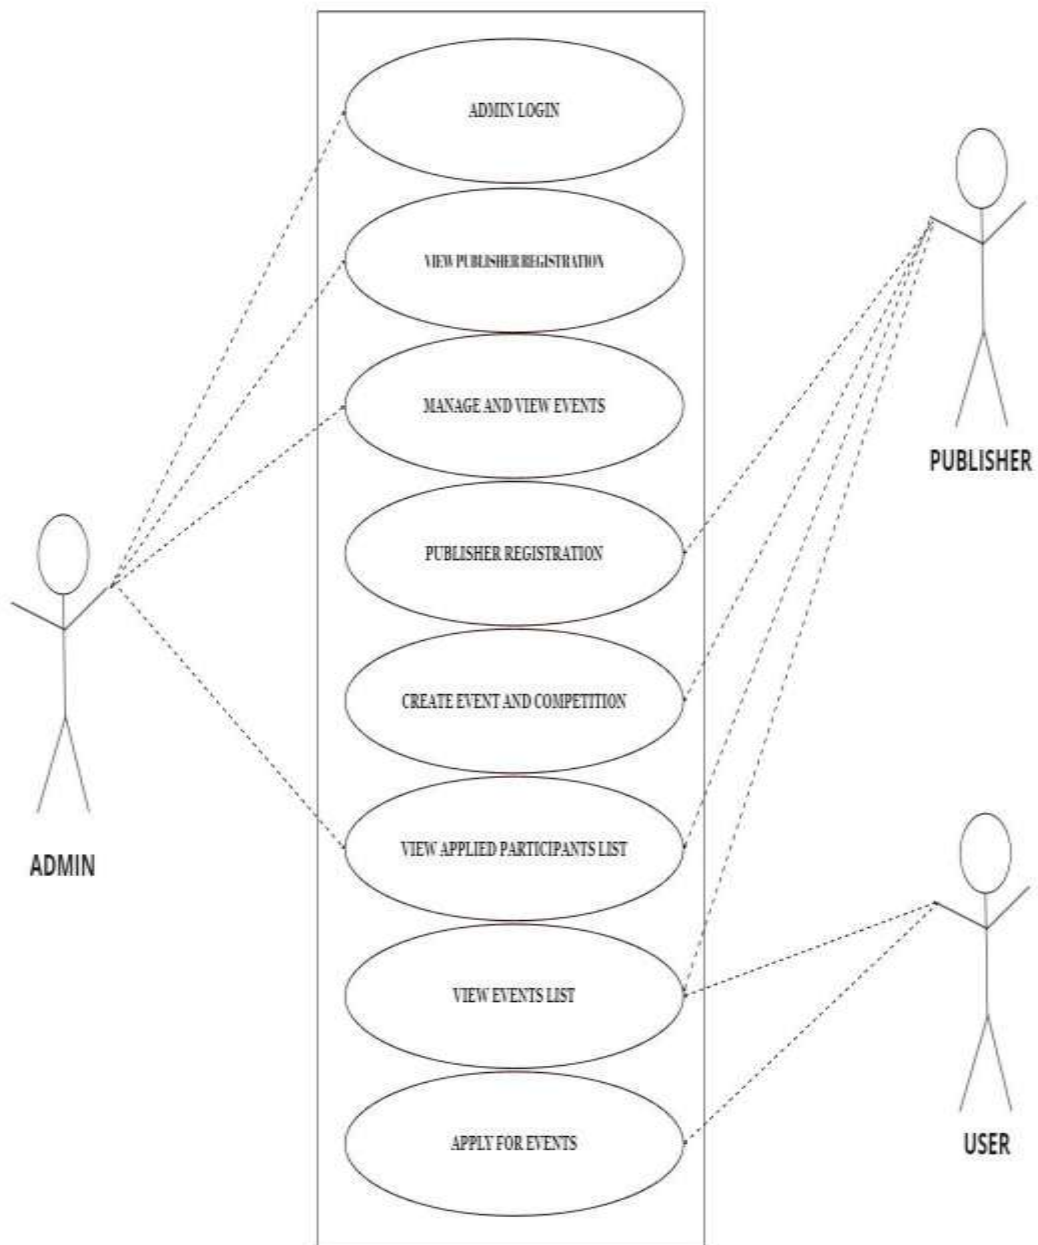 ADMIN LOGIN
VIEW PUBLISHER REGISTRATION
MANAGE AND VIEW EVENTS
PUBLISHER REGISTRATION
CREATE EVENT AND COMPETITION
VIEW APPLIED PARTICIPANTS LIST
VIEW EVENTS LIST
APPLY FOR EVENTS
ADMIN
PUBLISHER
USER